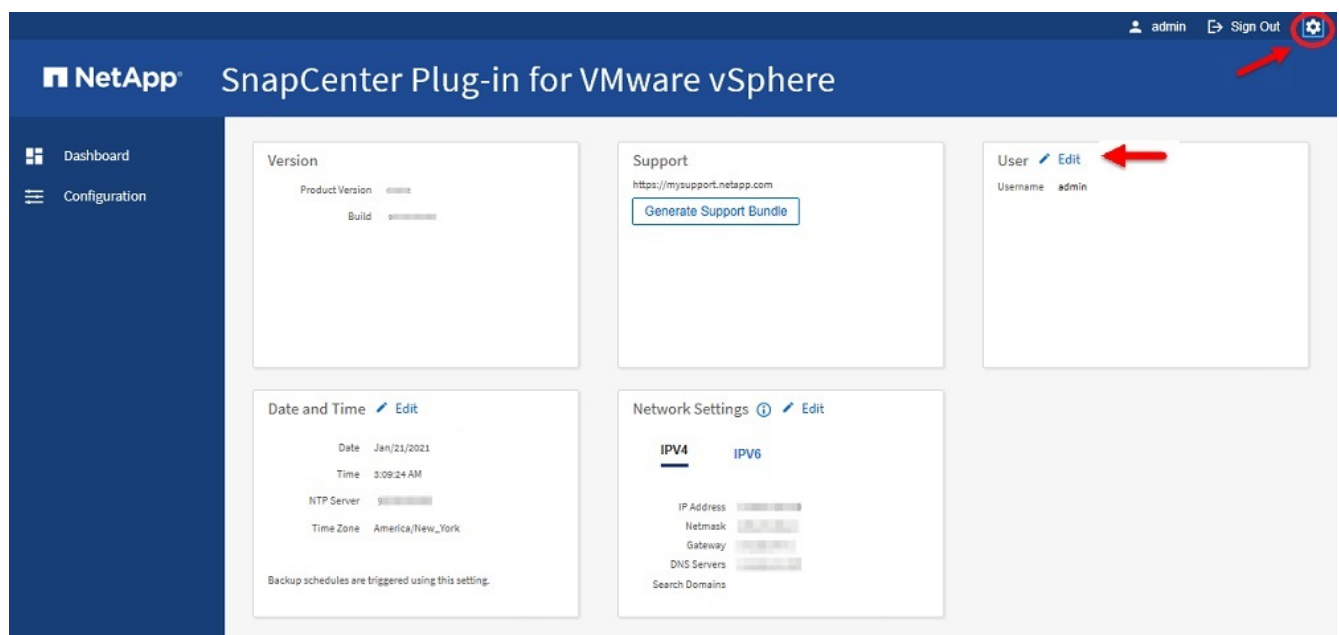 admin Sign Out
NetApp SnapCenter Plug-in for VMware vSphere
Dashboard
Configuration
Version
Product Version
Build
Support
https://mysupport.netapp.com
Generate Support Bundle
User Edit
Username admin
Date and Time Edit
Date Jan/21/2021
Time 3:09:24 AM
NTP Server
Time Zone America/New_York
Backup schedules are triggered using this setting.
Network Settings Edit
IPV4 IPV6
IP Address
Netmask
Gateway
DNS Servers
Search Domains